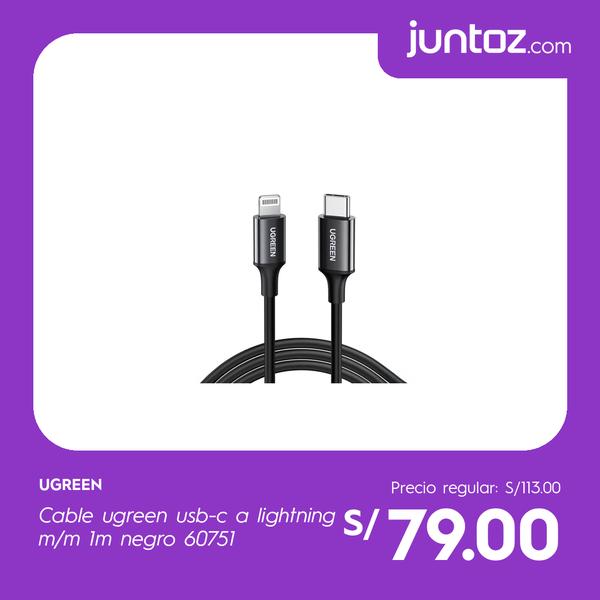 juntoz.com
UGREEN
UGREEN
UGREEN
Precio regular: S/113.00
Cable ugreen usb-c a lightning
m/m 1m negro 60751
S/79.00